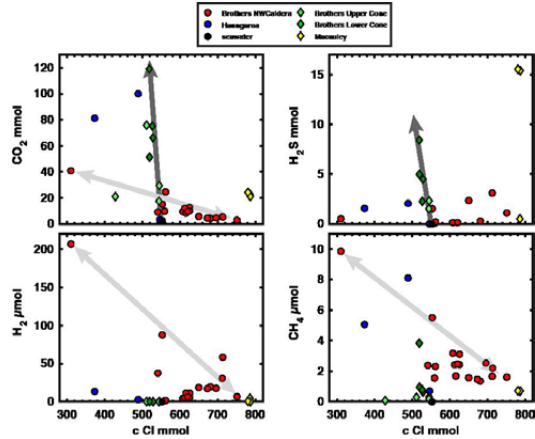 Brothers NWCaldera
Haungaroa
seawater
Brothers Upper Cone
Brothers Lower Cone
Macauley
120
100
80
60
40
20
0
CO2 mmol
15
10
5
0
H2S mmol
200
150
100
50
0
H2 μmol
300 400 500 600 700 800
c Cl mmol
10
8
6
4
2
0
CH4 μmol
300 400 500 600 700 800
c Cl mmol